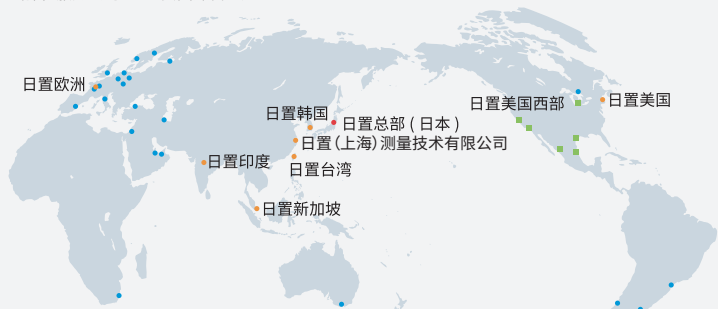 日置欧洲
日置韩国
日置美国西部
日置美国
日置总部(日本)
日置(上海)测量技术有限公司
日置印度
日置台湾
日置新加坡